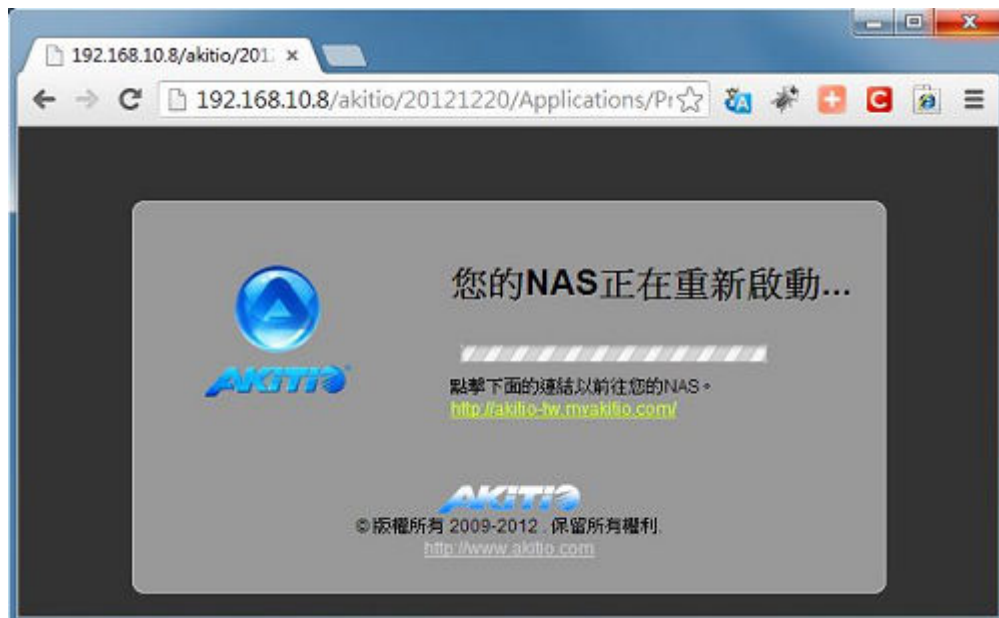 192.168.10.8/akitio/201
192.168.10.8/akitio/20121220/Applications/Pr
您的NAS正在重新啟動...
AKITIO
點擊下面的連結以前往您的NAS。
http://akitio-tw.myakitio.com/
AKITIO
©版權所有 2009-2012 . 保留所有權利.
http://www.akitio.com